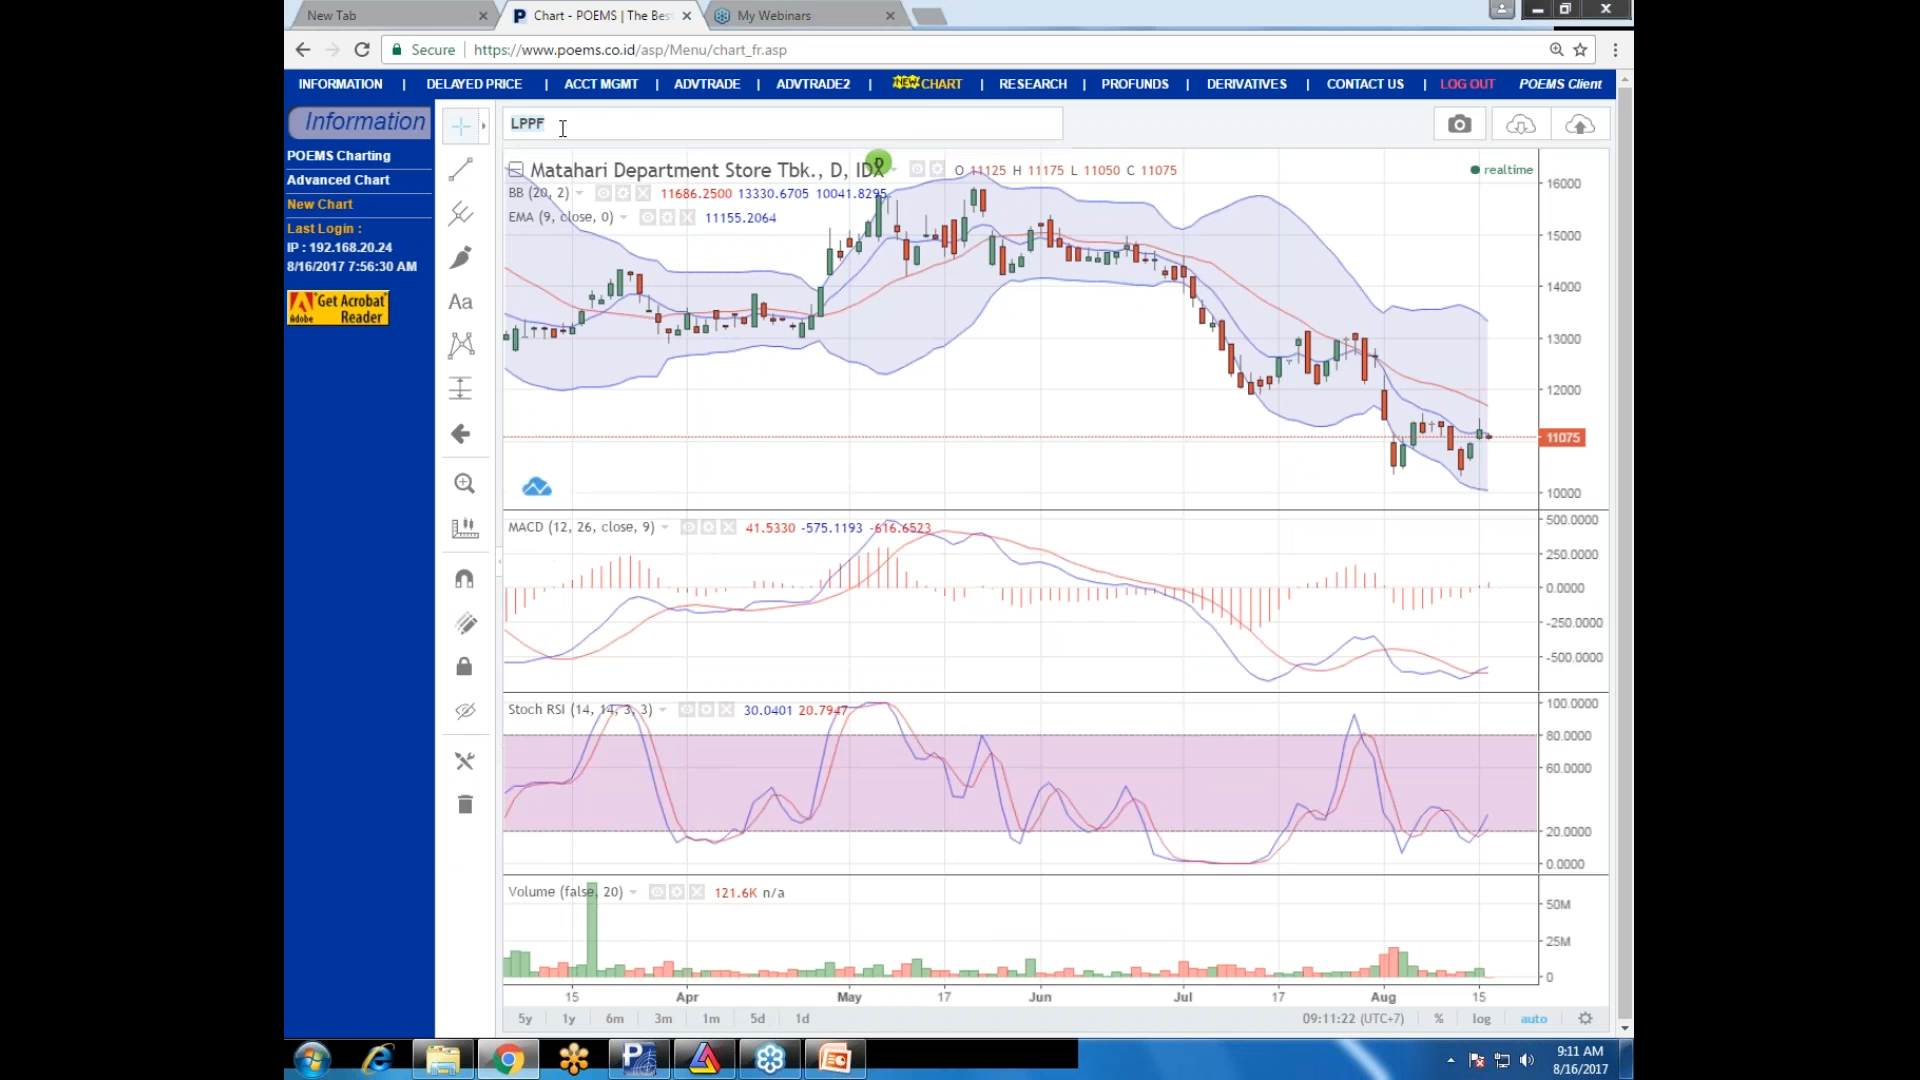 New Tab
Chart - POEMS | The Bes
My Webinars
Secure | https://www.poems.co.id/asp/Menu/chart_fr.asp
INFORMATION | DELAYED PRICE | ACCT MGMT | ADVTRADE | ADVTRADE2 | NEW CHART | RESEARCH | PROFUNDS | DERIVATIVES | CONTACT US | LOG OUT POEMS Client
Information
POEMS Charting
Advanced Chart
New Chart
Last Login :
IP : 192.168.20.24
8/16/2017 7:56:30 AM
Get Acrobat
Reader
Adobe
Aa
LPPF
Matahari Department Store Tbk., D, IDX D O 11125 H 11175 L 11050 C 11075 realtime
BB (20, 2) 11686.2500 13330.6705 10041.8295
EMA (9, close, 0) 11155.2064
16000
15000
14000
13000
12000
11075
10000
MACD (12, 26, close, 9) 41.5330 -575.1193 -616.6523
500.0000
250.0000
0.0000
-250.0000
-500.0000
Stoch RSI (14, 14, 3, 3) 30.0401 20.7947
100.0000
80.0000
60.0000
20.0000
0.0000
Volume (false, 20) 121.6K n/a
50M
25M
0
15 Apr May 17 Jun Jul 17 Aug 15
5y 1y 6m 3m 1m 5d 1d 09:11:22 (UTC+7) % log auto
9:11 AM
8/16/2017